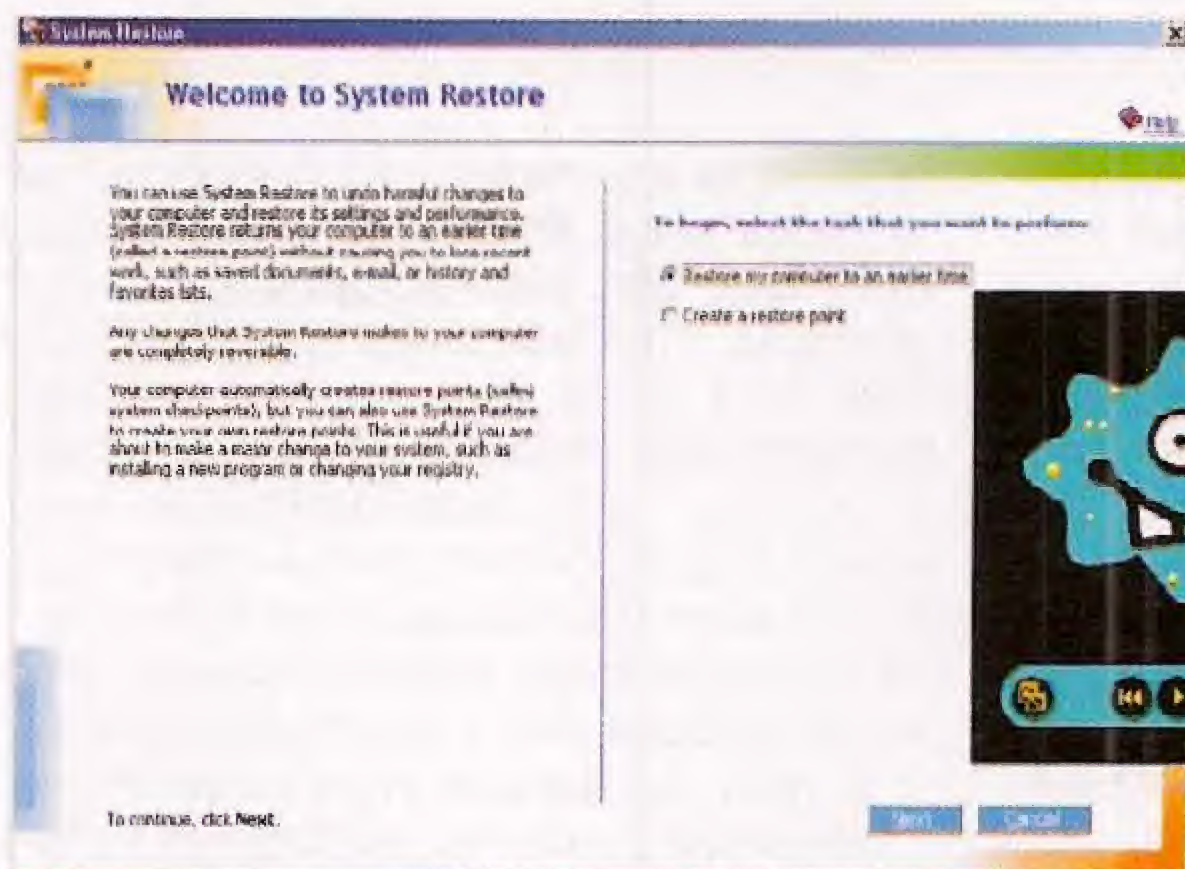 System Restore
Welcome to System Restore
Help
You can use System Restore to undo harmful changes to
your computer and restore its settings and performance.
System Restore returns your computer to an earlier time
(called a restore point) without causing you to lose recent
work, such as saved documents, e-mail, or history and
favorites lists.
Any changes that System Restore makes to your computer
are completely reversible.
Your computer automatically creates restore points (called
system checkpoints), but you can also use System Restore
to create your own restore points. This is useful if you are
about to make a major change to your system, such as
installing a new program or changing your registry.
To continue, click Next.
To begin, select the task that you want to perform:
Restore my computer to an earlier time
Create a restore point
Next
Cancel